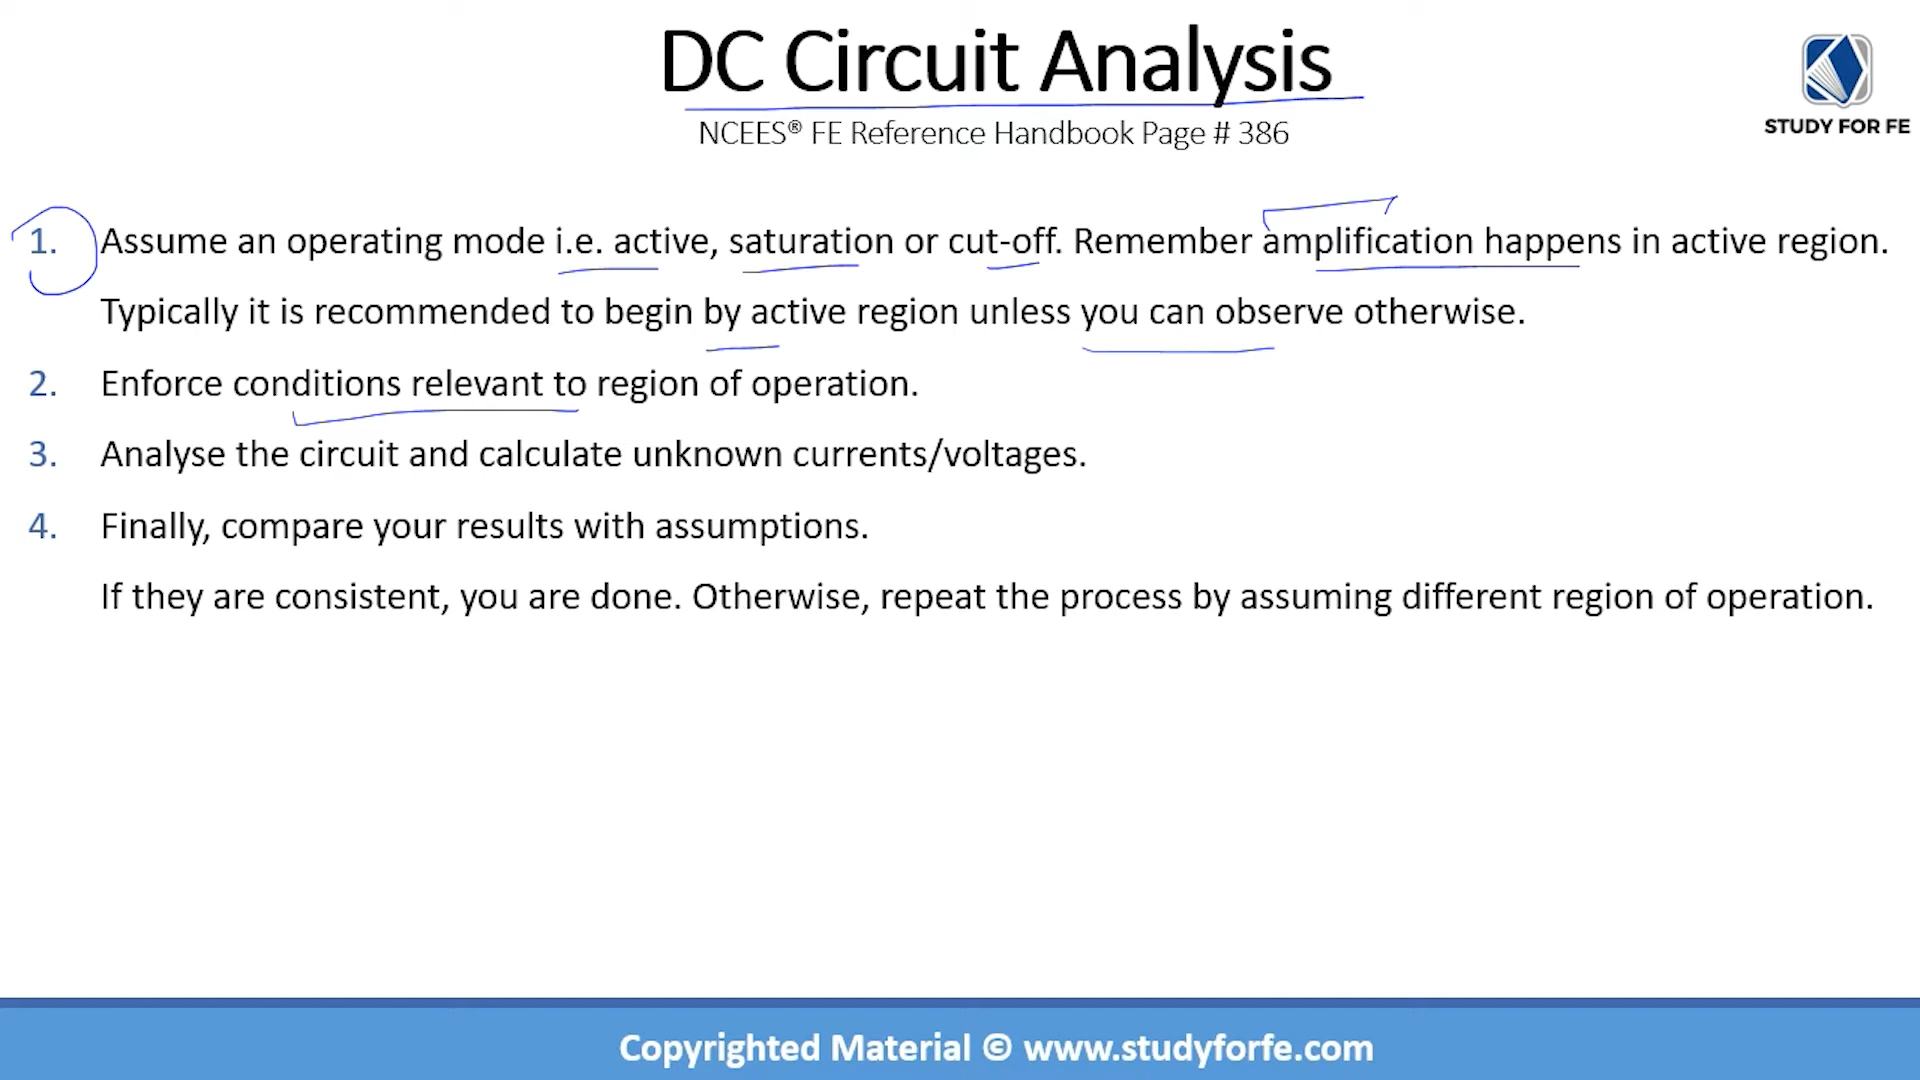 DC Circuit Analysis
NCEES® FE Reference Handbook Page # 386
STUDY FOR FE
1. Assume an operating mode i.e. active, saturation or cut-off. Remember amplification happens in active region.
Typically it is recommended to begin by active region unless you can observe otherwise.
2. Enforce conditions relevant to region of operation.
3. Analyse the circuit and calculate unknown currents/voltages.
4. Finally, compare your results with assumptions.
If they are consistent, you are done. Otherwise, repeat the process by assuming different region of operation.
Copyrighted Material © www.studyforfe.com